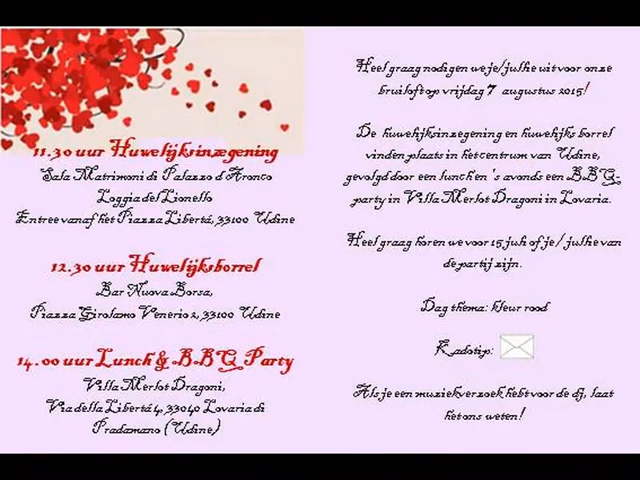 11.30 uur Huwelijksinzegening
Sala Matrimoni di Palazzo d'Aronco
Loggia del Lionello
Entree vanaf het Piazza Libertá, 33100 Udine
12.30 uur Huwelijksborrel
Bar Nuova Borsa,
Piazza Girolamo Venerio 2, 33100 Udine
14.00 uur Lunch & BBQ Party
Villa Merlot Dragoni,
Via della Libertá 4, 33040 Lovaria di
Pradamano (Udine)
Heel graag nodigen we je/jullie uit voor onze
bruiloft op vrijdag 7 augustus 2015!
De huwelijksinzegening en huwelijks borrel
vinden plaats in het centrum van Udine,
gevolgd door een lunch en 's avonds een BBQ-
party in Villa Merlot Dragoni in Lovaria.
Heel graag horen we voor 15 juli of je / jullie van
de partij zijn.
Dag thema: kleur rood
Kadotip:
Als je een muziekverzoek hebt voor de dj, laat
het ons weten!